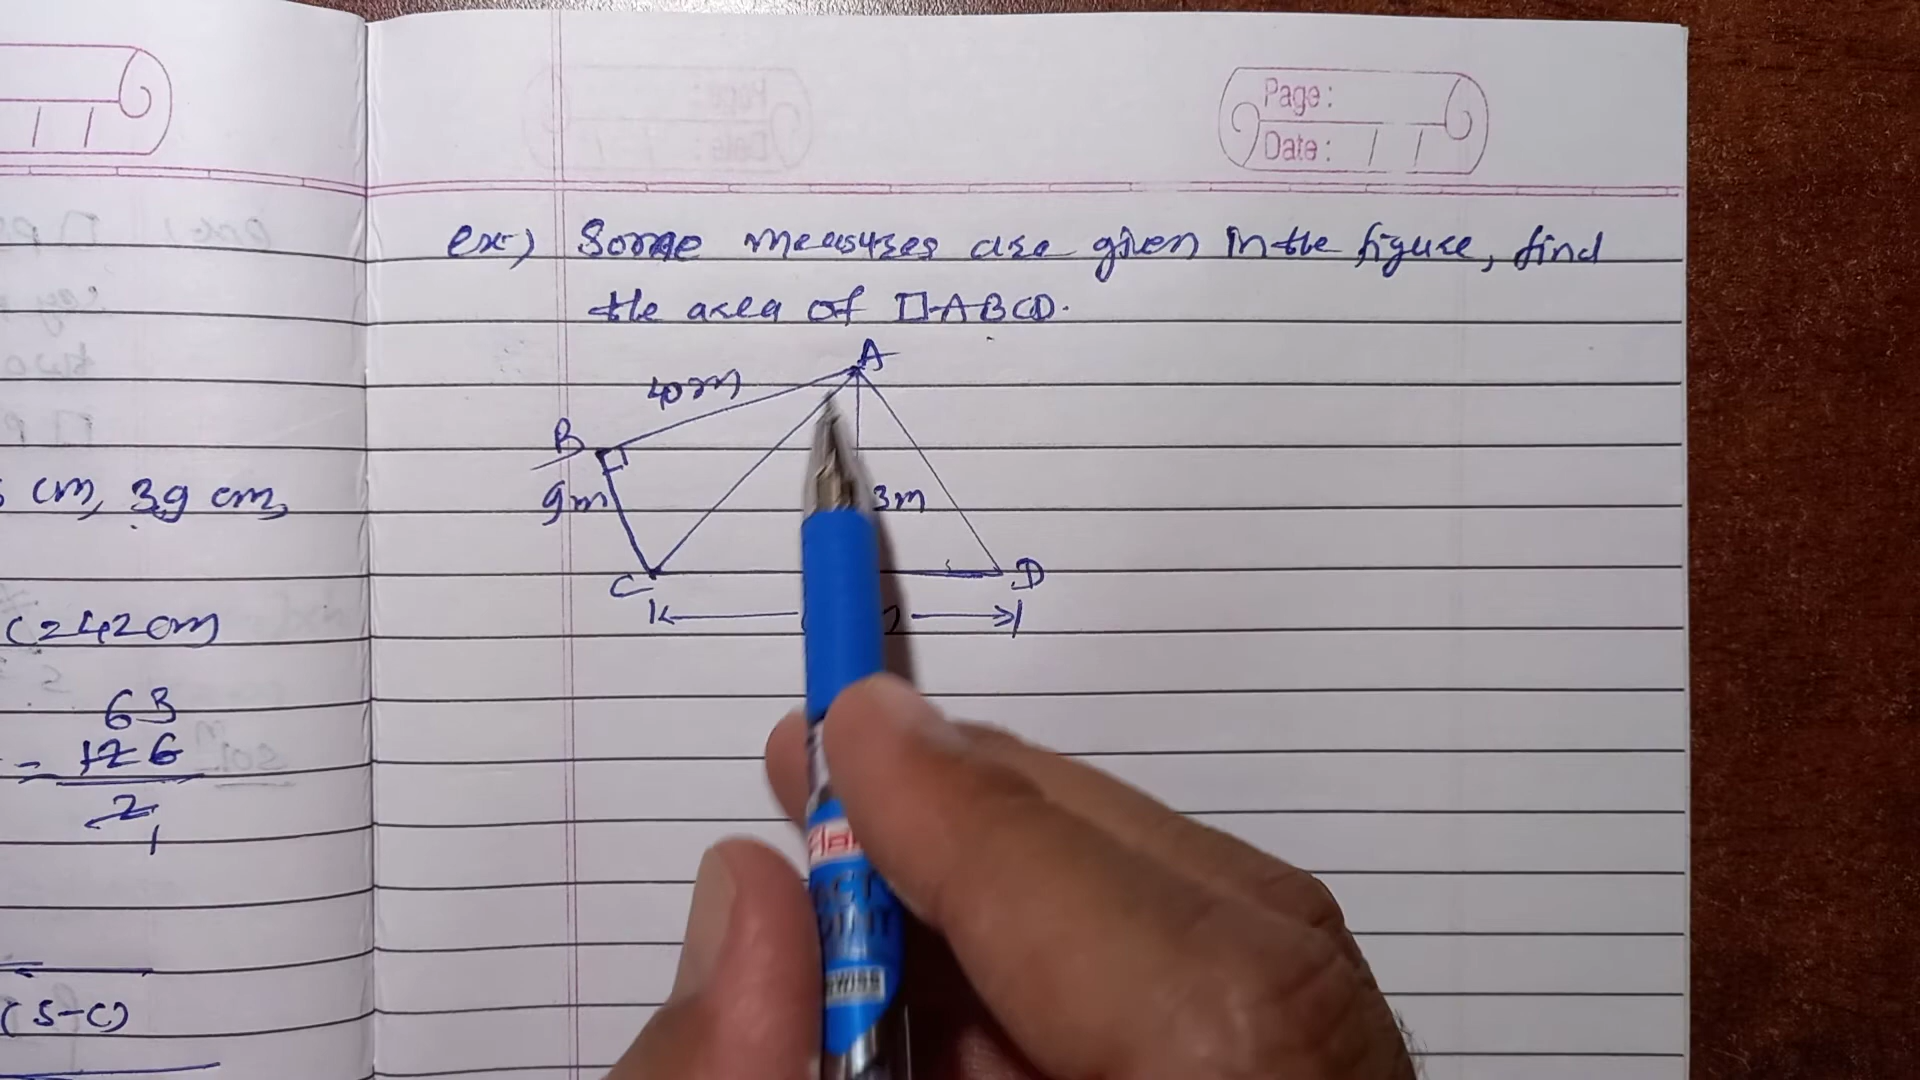 Page:
Date: / /
ex) Some measures are given in the figure, find
the area of □ABCD.
A
40m
B
9m
3m
C
D
cm, 39 cm,
C=42cm
63
= 126
2
1
(s-c)